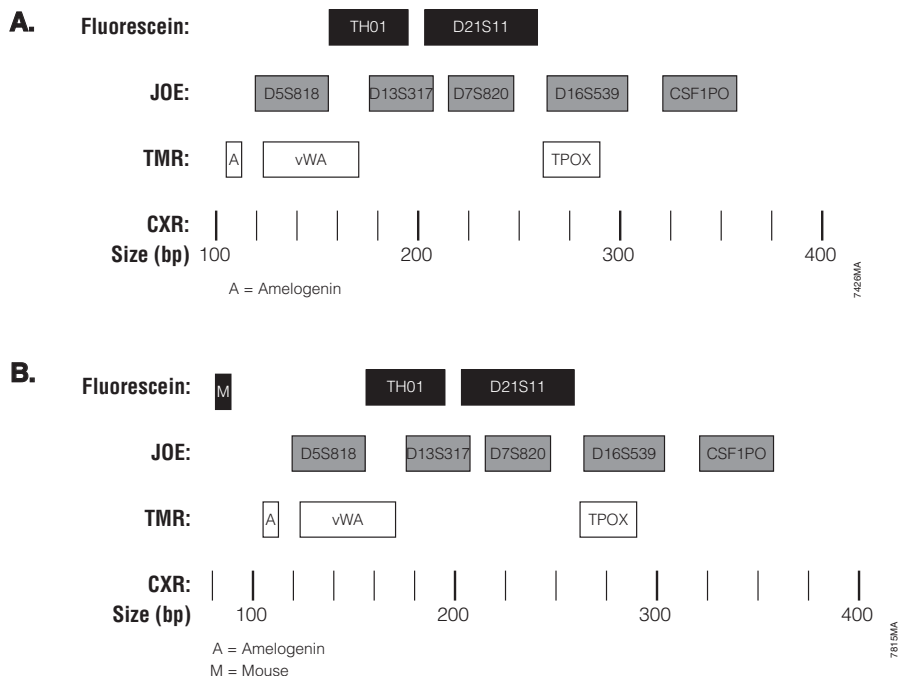 A.
Fluorescein: TH01 D21S11
JOE: D5S818 D13S317 D7S820 D16S539 CSF1PO
TMR: A vWA TPOX
CXR:
Size (bp) 100 200 300 400
A = Amelogenin
7426MA
B.
Fluorescein: M TH01 D21S11
JOE: D5S818 D13S317 D7S820 D16S539 CSF1PO
TMR: A vWA TPOX
CXR:
Size (bp) 100 200 300 400
A = Amelogenin
M = Mouse
7815MA